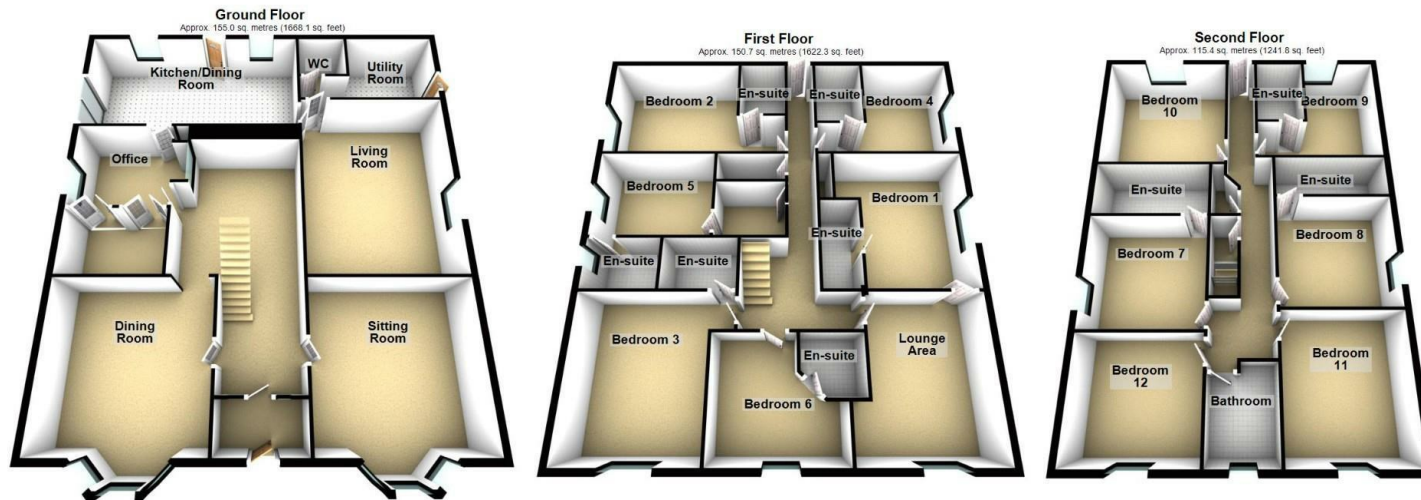 Ground Floor
Approx. 155.0 sq. metres (1668.1 sq. feet)
Kitchen/Dining
Room
WC
Utility
Room
Office
Living
Room
Dining
Room
Sitting
Room
First Floor
Approx. 150.7 sq. metres (1622.3 sq. feet)
Bedroom 2
En-suite
En-suite
Bedroom 4
Bedroom 5
Bedroom 1
En-suite
En-suite
En-suite
Bedroom 3
En-suite
Lounge
Area
Bedroom 6
Second Floor
Approx. 115.4 sq. metres (1241.8 sq. feet)
Bedroom
10
En-suite
Bedroom 9
En-suite
En-suite
Bedroom 7
Bedroom 8
Bedroom
12
Bedroom
11
Bathroom